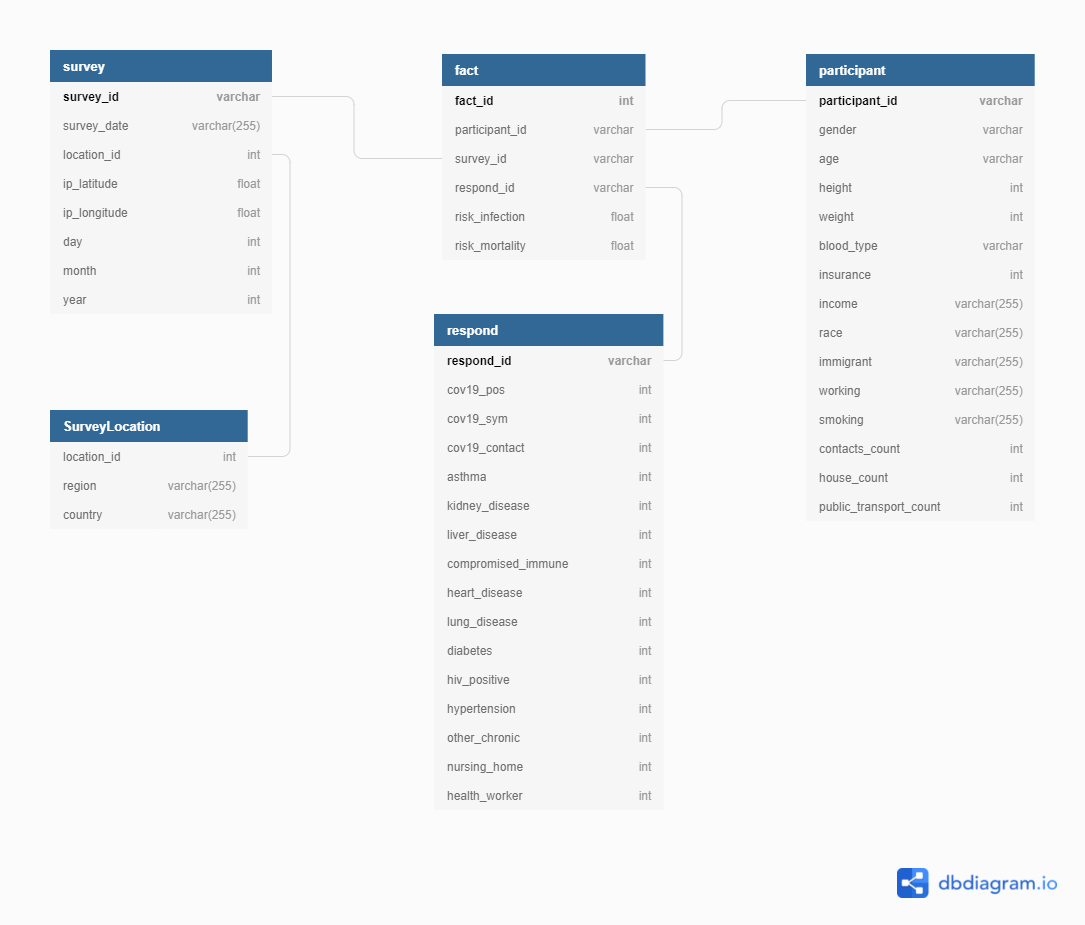 survey
survey_id varchar
survey_date varchar(255)
location_id int
ip_latitude float
ip_longitude float
day int
month int
year int
SurveyLocation
location_id int
region varchar(255)
country varchar(255)
fact
fact_id int
participant_id varchar
survey_id varchar
respond_id varchar
risk_infection float
risk_mortality float
respond
respond_id varchar
cov19_pos int
cov19_sym int
cov19_contact int
asthma int
kidney_disease int
liver_disease int
compromised_immune int
heart_disease int
lung_disease int
diabetes int
hiv_positive int
hypertension int
other_chronic int
nursing_home int
health_worker int
participant
participant_id varchar
gender varchar
age varchar
height int
weight int
blood_type varchar
insurance int
income varchar(255)
race varchar(255)
immigrant varchar(255)
working varchar(255)
smoking varchar(255)
contacts_count int
house_count int
public_transport_count int
dbdiagram.io